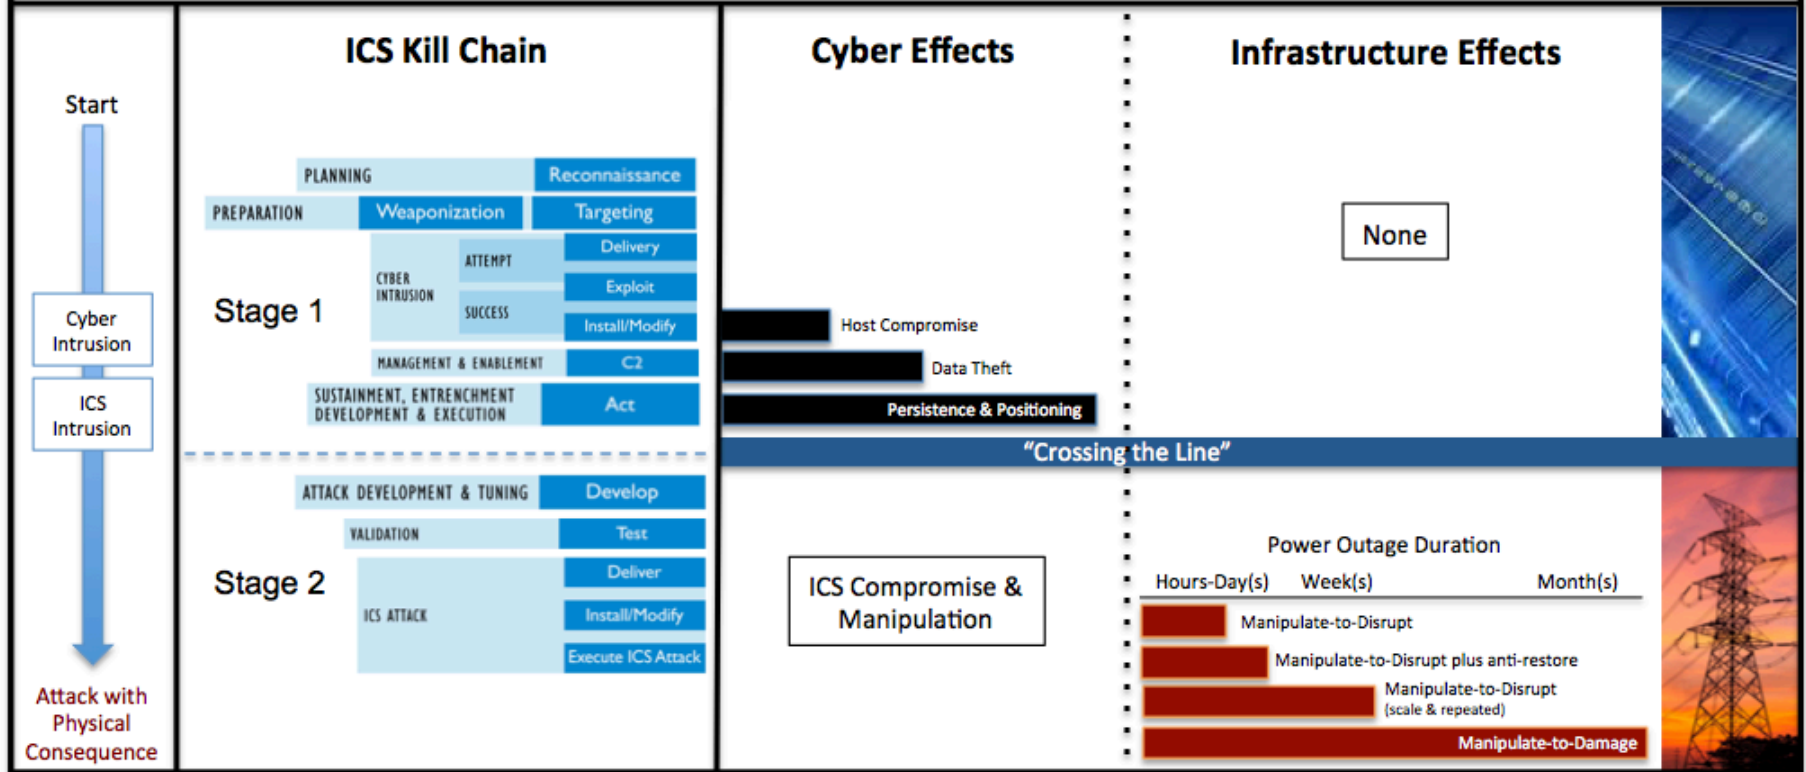 ICS Kill Chain
Cyber Effects
Infrastructure Effects
Start
Cyber
Intrusion
ICS
Intrusion
Attack with
Physical
Consequence
PLANNING
Reconnaissance
PREPARATION
Weaponization
Targeting
Stage 1
CYBER
INTRUSION
ATTEMPT
SUCCESS
Delivery
Exploit
Install/Modify
MANAGEMENT & ENABLEMENT
C2
SUSTAINMENT, ENTRENCHMENT
DEVELOPMENT & EXECUTION
Act
Host Compromise
Data Theft
Persistence & Positioning
None
“Crossing the Line”
ATTACK DEVELOPMENT & TUNING
Develop
VALIDATION
Test
Stage 2
ICS ATTACK
Deliver
Install/Modify
Execute ICS Attack
ICS Compromise &
Manipulation
Power Outage Duration
Hours-Day(s) Week(s) Month(s)
Manipulate-to-Disrupt
Manipulate-to-Disrupt plus anti-restore
Manipulate-to-Disrupt
(scale & repeated)
Manipulate-to-Damage